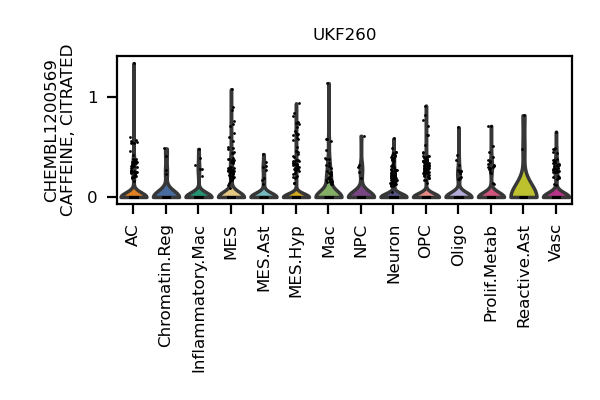 UKF260
CHEMBL1200569
CAFFEINE, CITRATED
1
0
AC
Chromatin.Reg
Inflammatory.Mac
MES
MES.Ast
MES.Hyp
Mac
NPC
Neuron
OPC
Oligo
Prolif.Metab
Reactive.Ast
Vasc